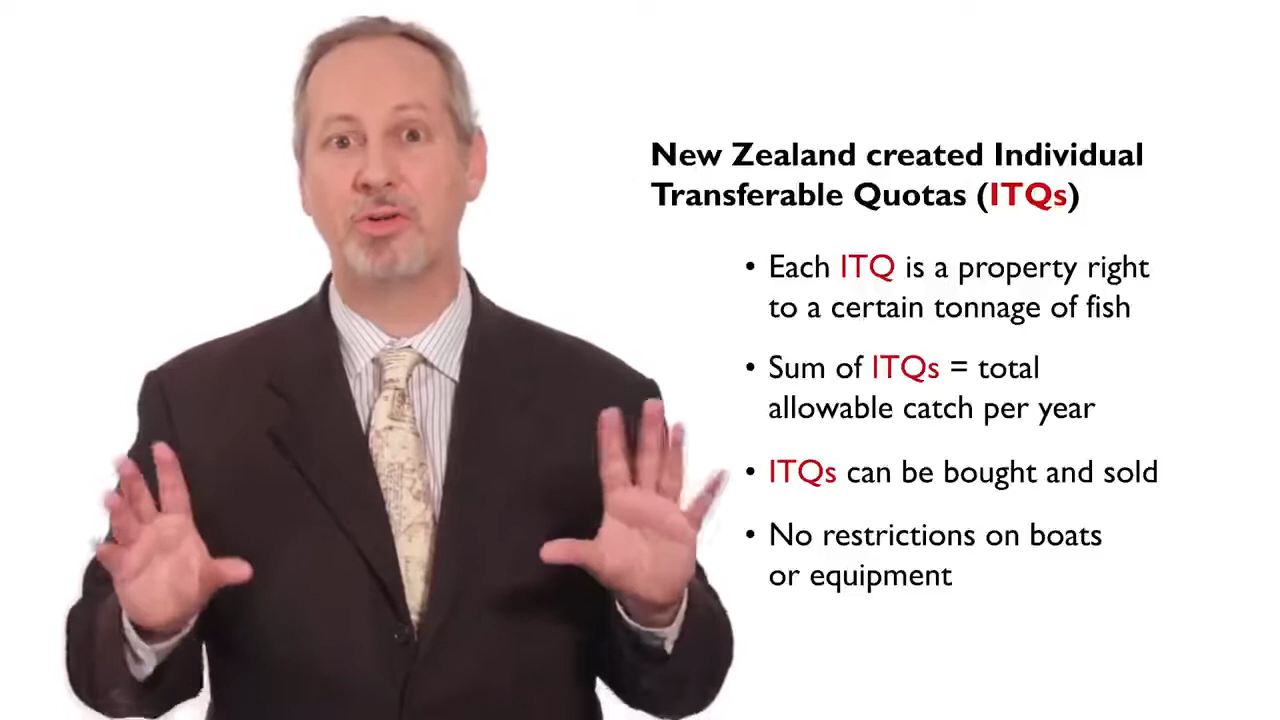 New Zealand created Individual
Transferable Quotas (ITQs)
• Each ITQ is a property right
to a certain tonnage of fish
• Sum of ITQs = total
allowable catch per year
• ITQs can be bought and sold
• No restrictions on boats
or equipment